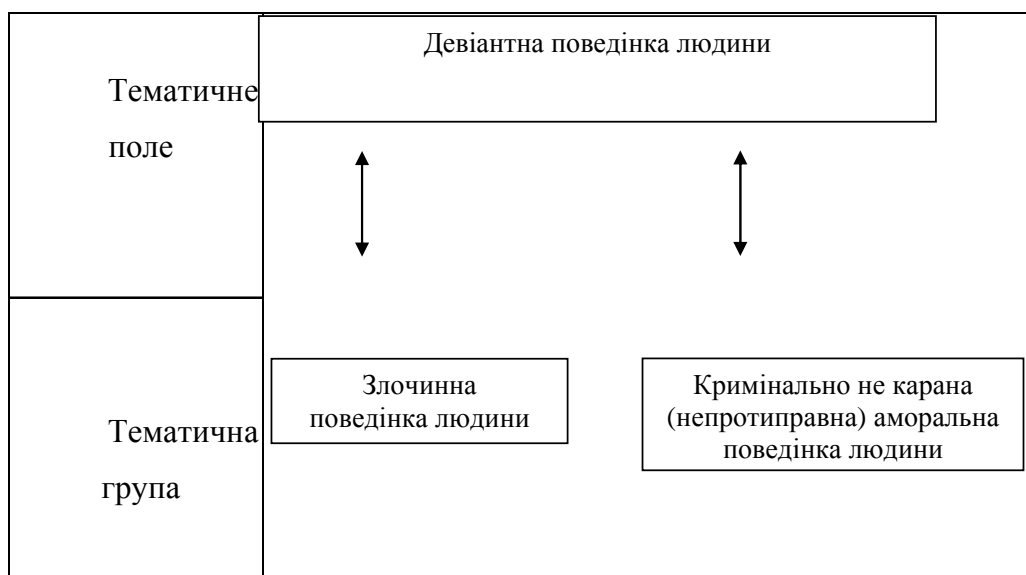 Девіантна поведінка людини
Тематичне
поле
Злочинна
поведінка людини
Кримінально не карана
(непротиправна) аморальна
поведінка людини
Тематична
група